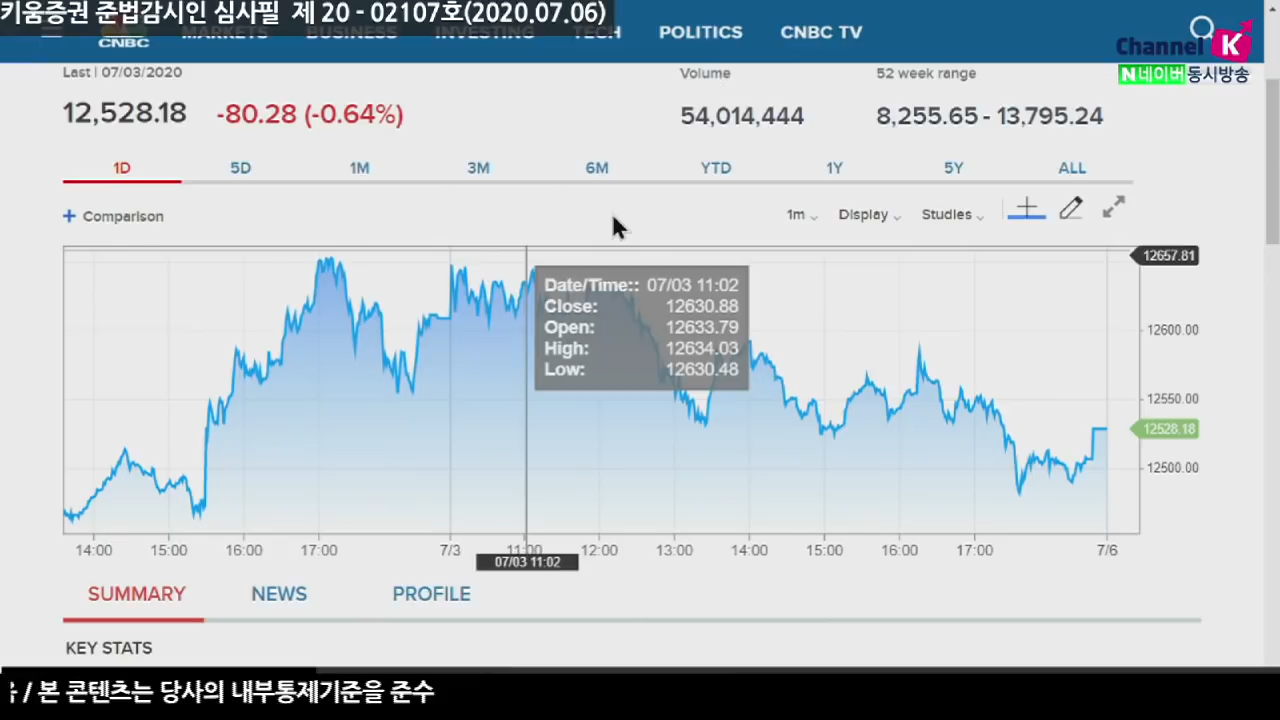 키움증권 준법감시인 심사필 제 20 - 02107호(2020.07.06)
CNBC MARKETS BUSINESS INVESTING TECH POLITICS CNBC TV
Channel K
N 네이버 동시방송
Last | 07/03/2020 Volume 52 week range
12,528.18 -80.28 (-0.64%) 54,014,444 8,255.65 - 13,795.24
1D 5D 1M 3M 6M YTD 1Y 5Y ALL
+ Comparison 1m Display Studies
12657.81
Date/Time:: 07/03 11:02
Close: 12630.88
Open: 12633.79
High: 12634.03
Low: 12630.48
12600.00
12550.00
12528.18
12500.00
14:00 15:00 16:00 17:00 7/3 11:00 12:00 13:00 14:00 15:00 16:00 17:00 7/6
07/03 11:02
SUMMARY NEWS PROFILE
KEY STATS
/ 본 콘텐츠는 당사의 내부통제기준을 준수